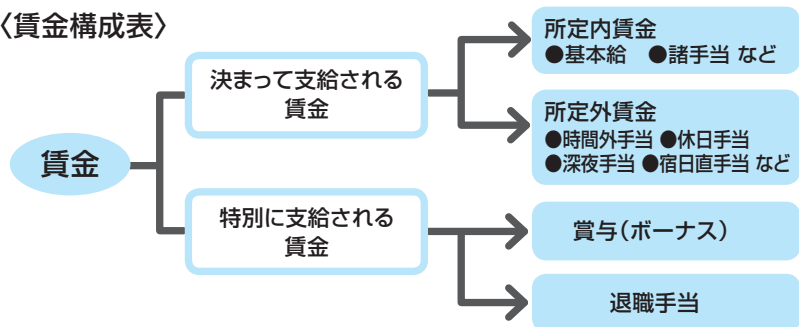 〈賃金構成表〉
賃金
決まって支給される
賃金
所定内賃金
●基本給　●諸手当 など
所定外賃金
●時間外手当 ●休日手当
●深夜手当 ●宿日直手当 など
特別に支給される
賃金
賞与（ボーナス）
退職手当